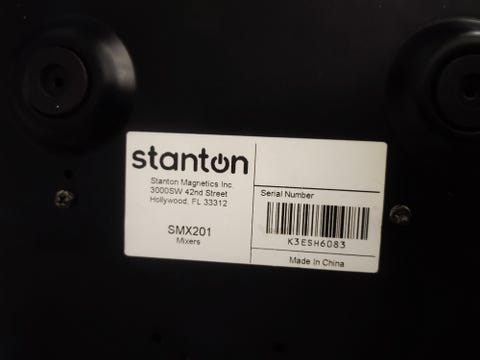 stanton
Stanton Magnetics Inc.
3000SW 42nd Street
Hollywood, FL 33312
SMX201
Mixers
Serial Number
K3ESH6083
Made In China